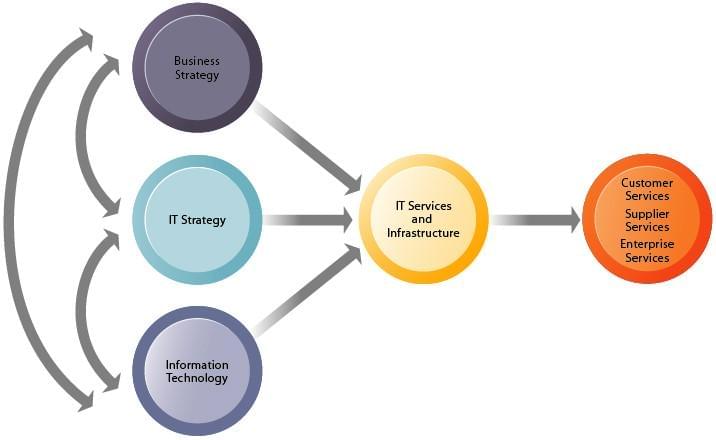 Business
Strategy
IT Strategy
Information
Technology
IT Services
and
Infrastructure
Customer
Services
Supplier
Services
Enterprise
Services